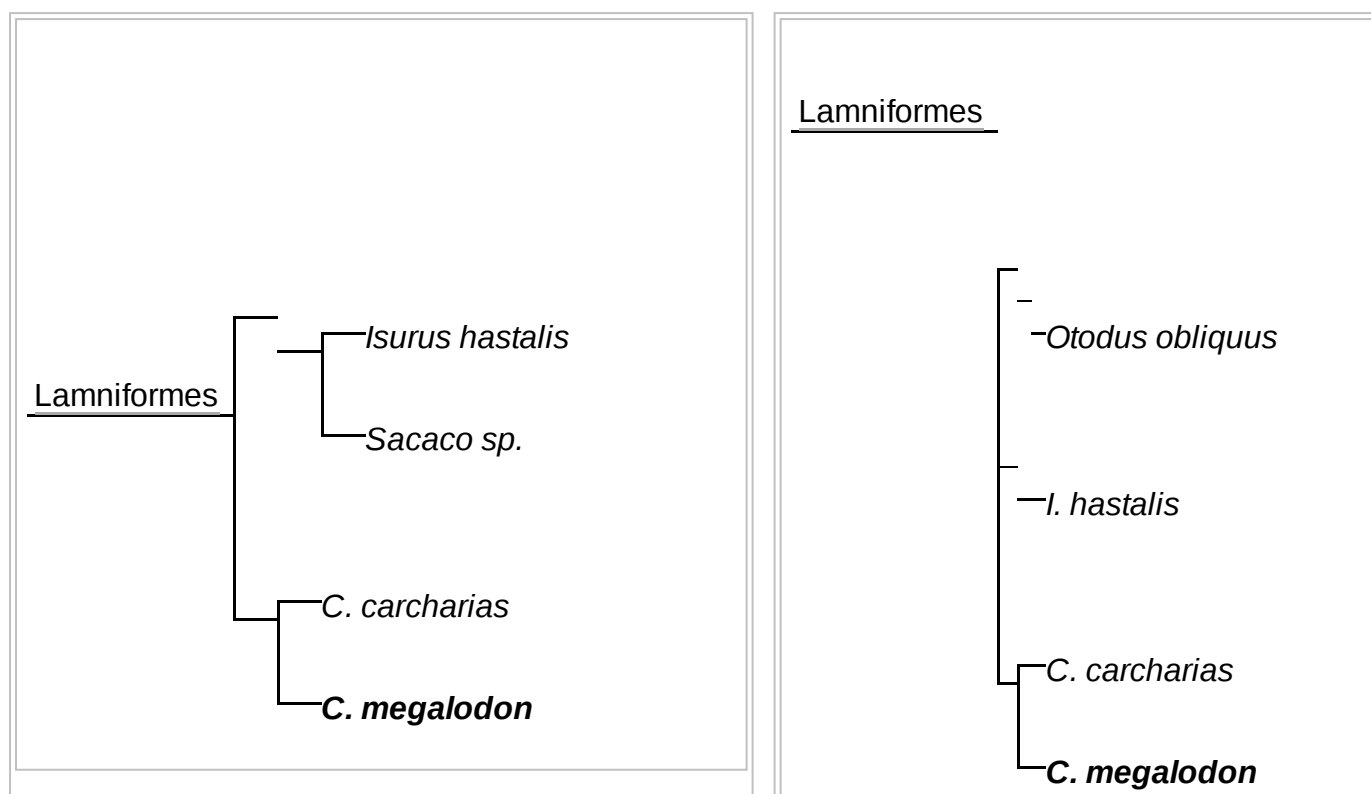 Isurus hastalis
Lamniformes
Sacaco sp.
C. carcharias
C. megalodon
Lamniformes
Otodus obliquus
I. hastalis
C. carcharias
C. megalodon